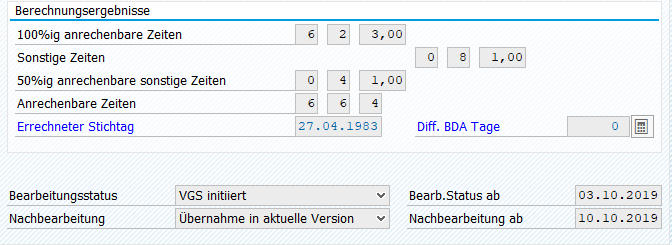 Berechnungsergebnisse
100%ig anrechenbare Zeiten 6 2 3,00
Sonstige Zeiten 0 8 1,00
50%ig anrechenbare sonstige Zeiten 0 4 1,00
Anrechenbare Zeiten 6 6 4
Errechneter Stichtag 27.04.1983 Diff. BDA Tage 0
Bearbeitungsstatus VGS initiiert Bearb.Status ab 03.10.2019
Nachbearbeitung Übernahme in aktuelle Version Nachbearbeitung ab 10.10.2019